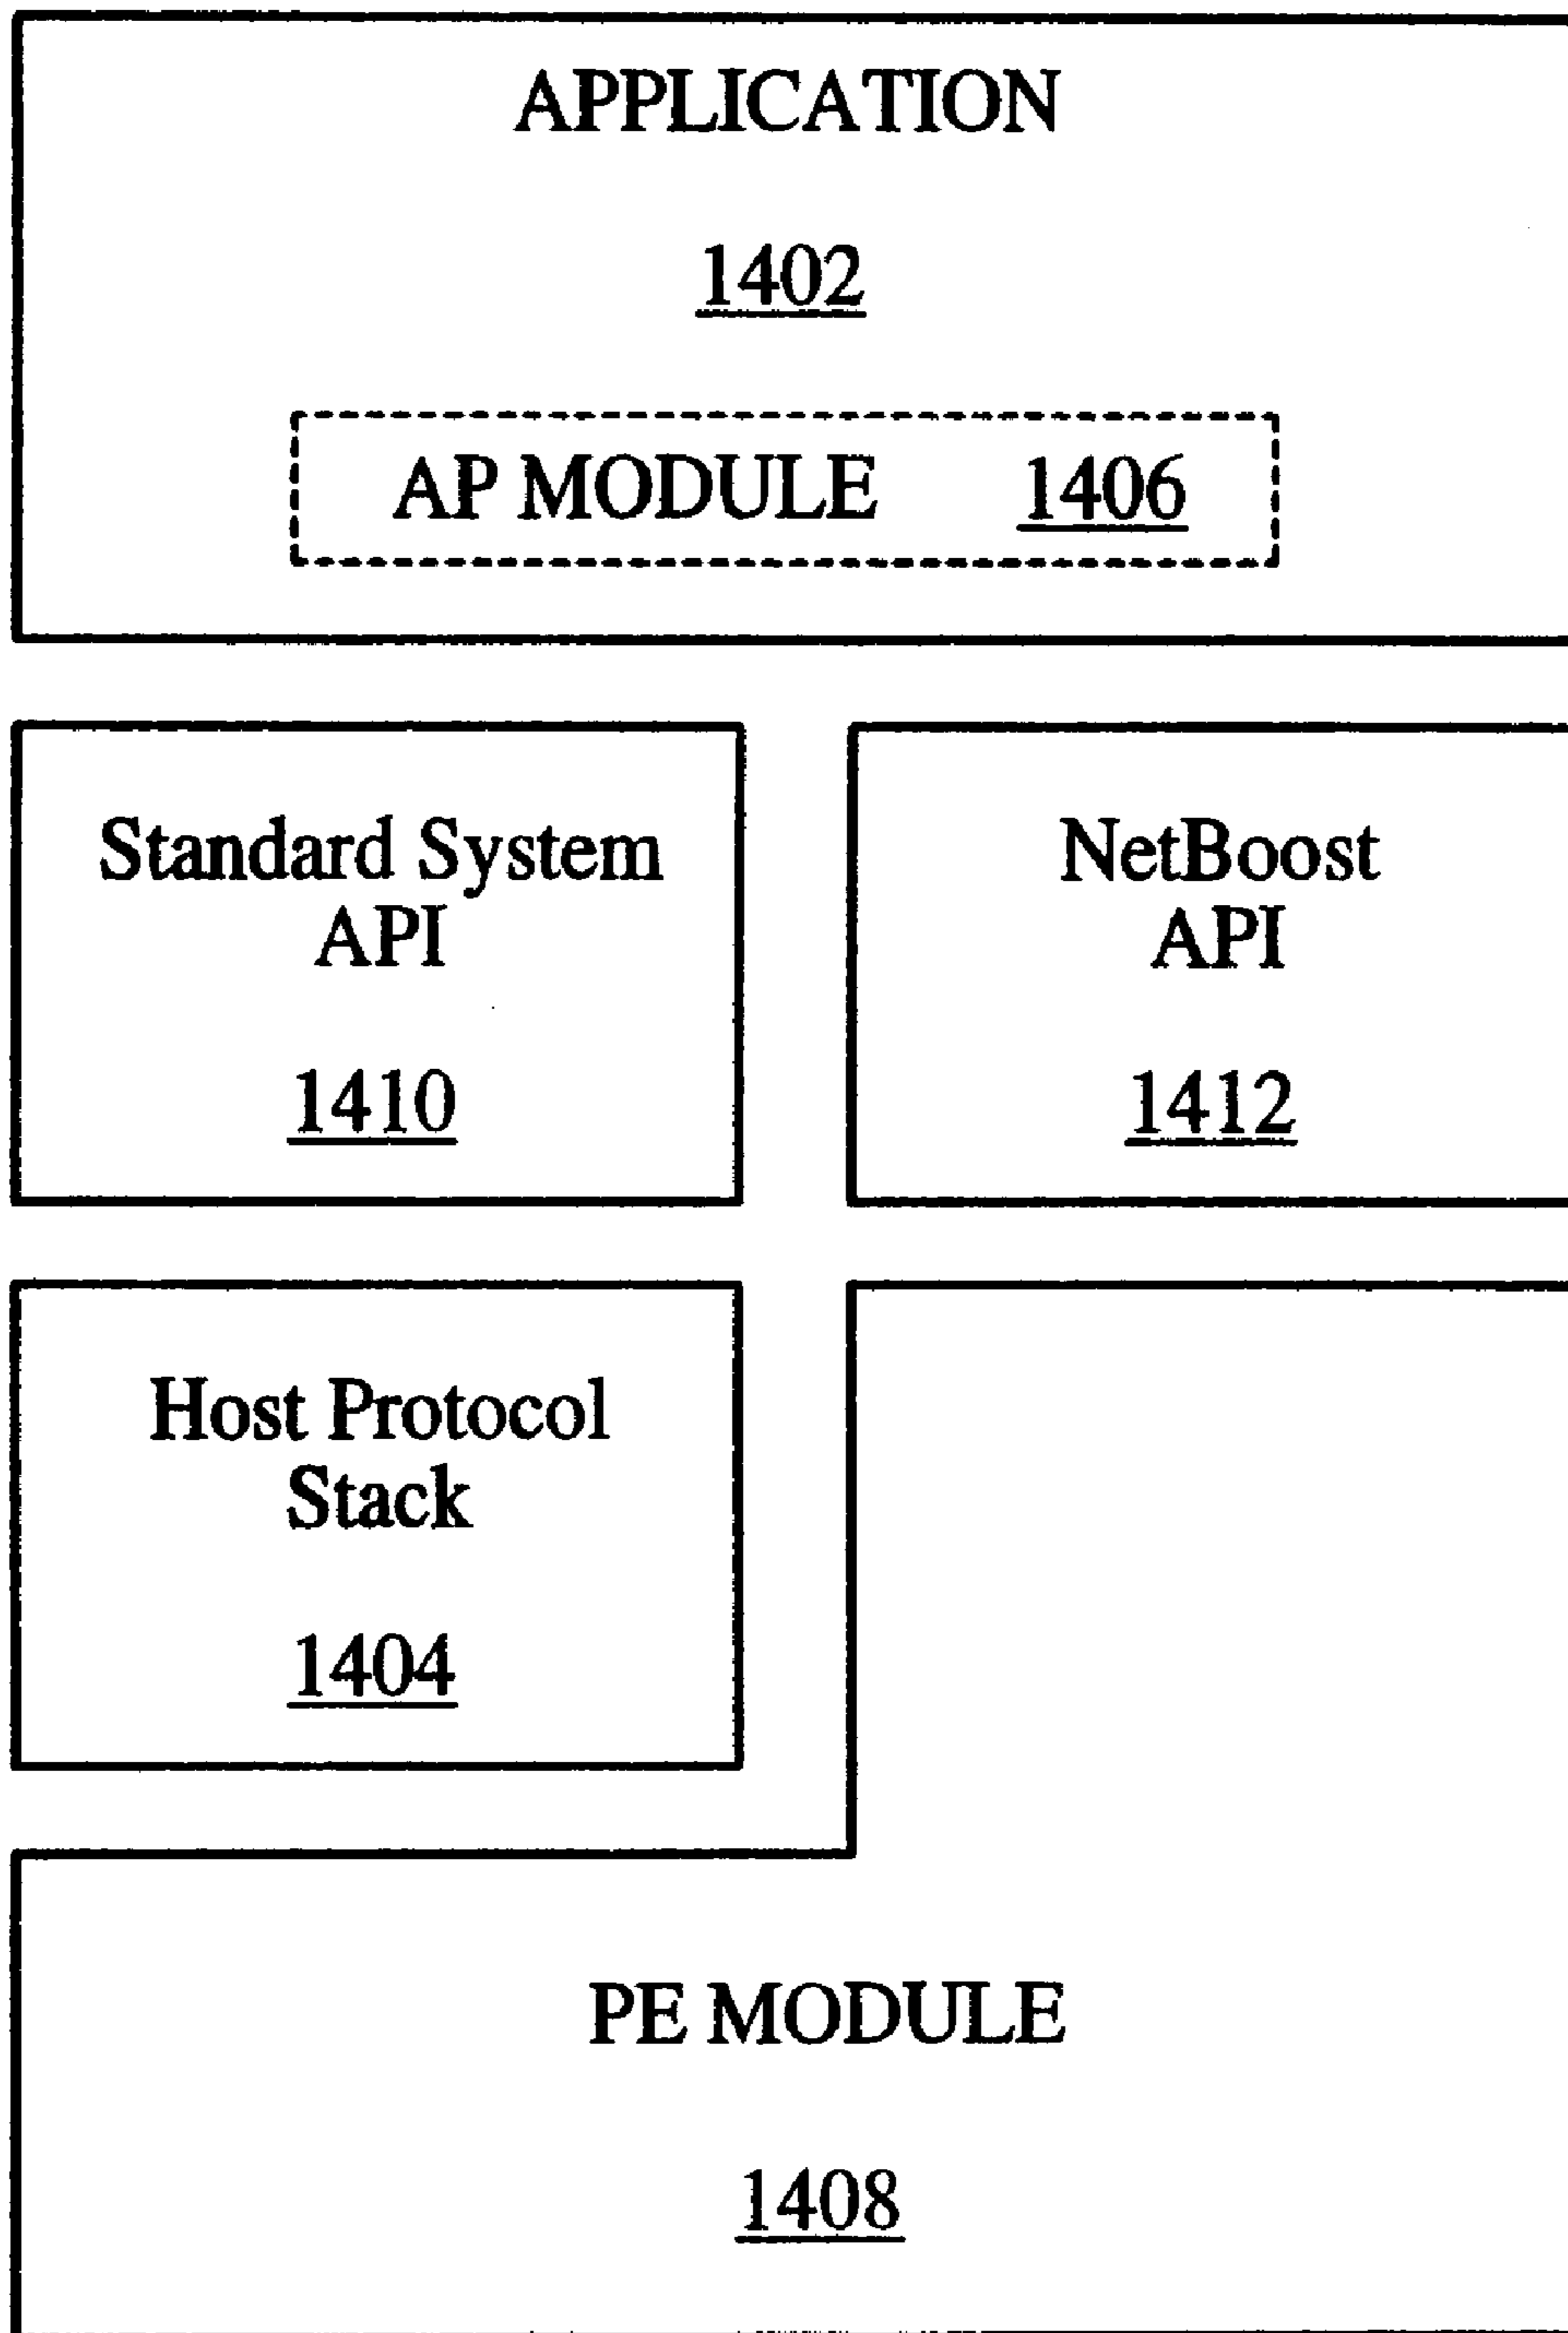 APPLICATION
1402
AP MODULE 1406
Standard System
API
1410
NetBoost
API
1412
Host Protocol
Stack
1404
PE MODULE
1408